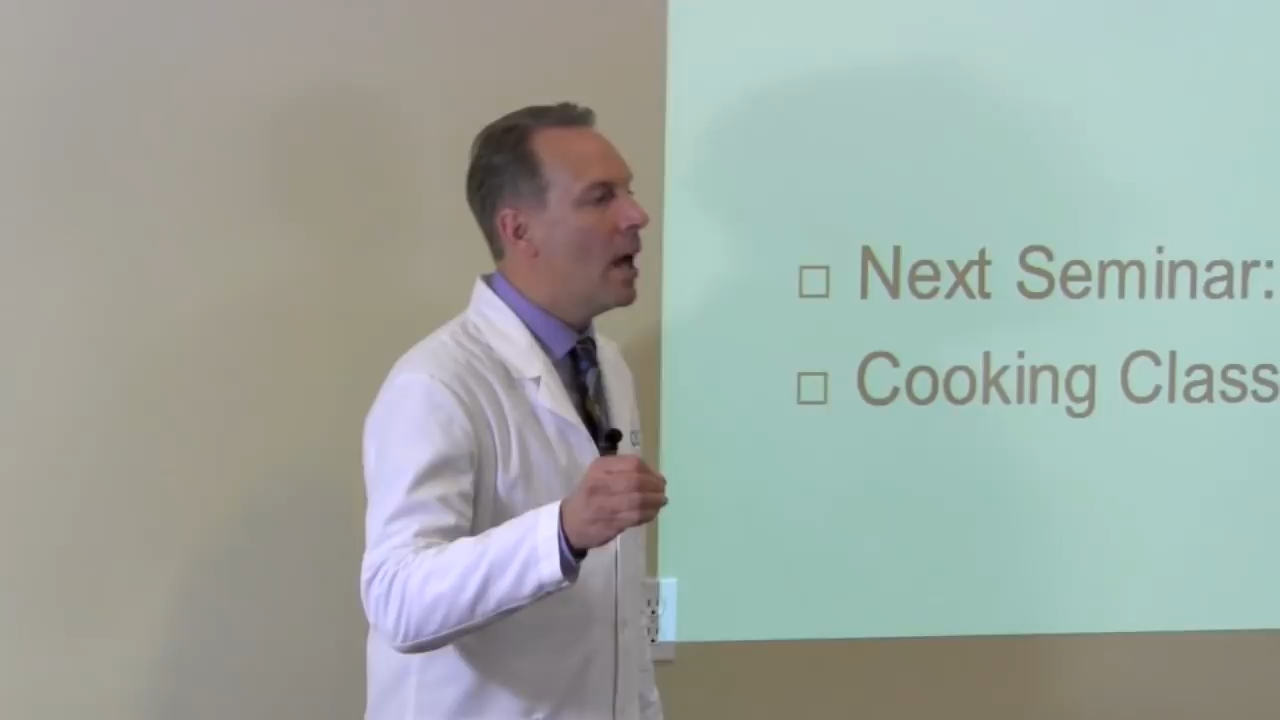 □ Next Seminar:
□ Cooking Class